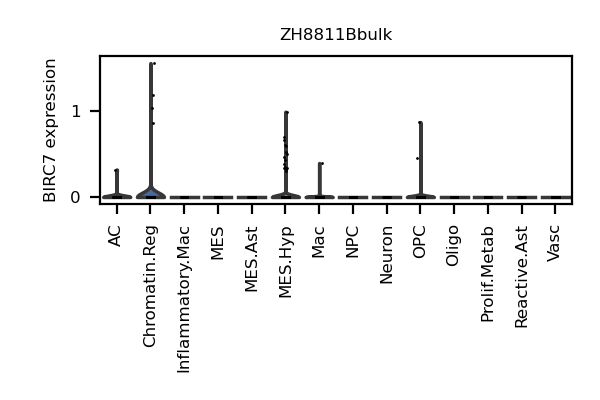 ZH8811Bbulk
BIRC7 expression
1
0
AC
Chromatin.Reg
Inflammatory.Mac
MES
MES.Ast
MES.Hyp
Mac
NPC
Neuron
OPC
Oligo
Prolif.Metab
Reactive.Ast
Vasc